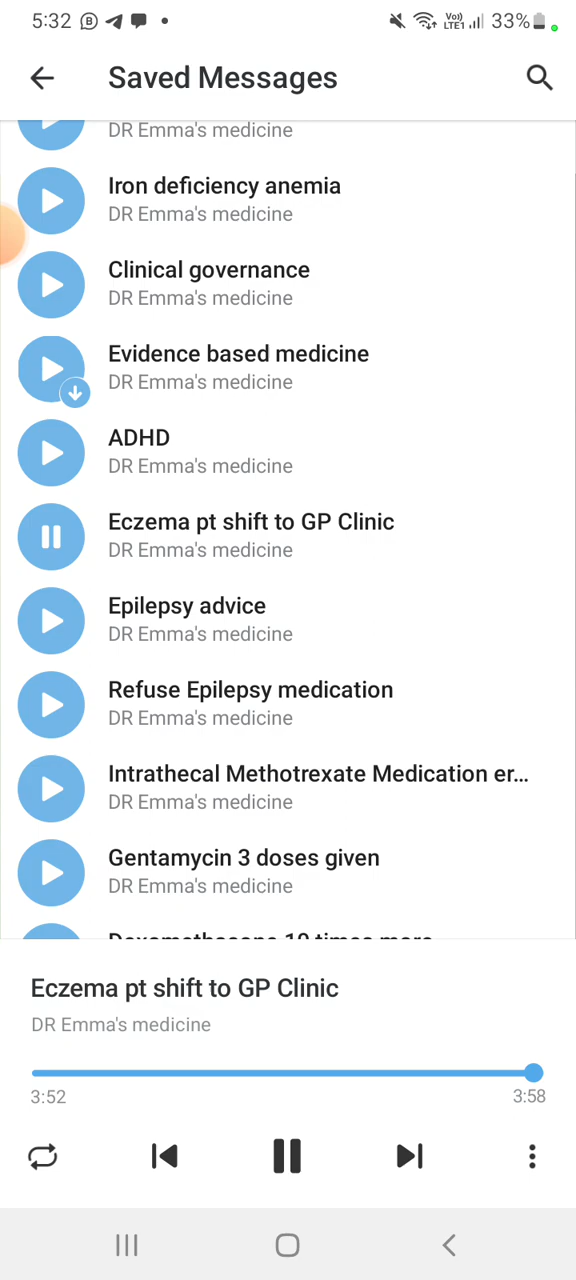 5:32
Vo))
LTE1
33%
Saved Messages
DR Emma's medicine
Iron deficiency anemia
DR Emma's medicine
Clinical governance
DR Emma's medicine
Evidence based medicine
DR Emma's medicine
ADHD
DR Emma's medicine
Eczema pt shift to GP Clinic
DR Emma's medicine
Epilepsy advice
DR Emma's medicine
Refuse Epilepsy medication
DR Emma's medicine
Intrathecal Methotrexate Medication er...
DR Emma's medicine
Gentamycin 3 doses given
DR Emma's medicine
Eczema pt shift to GP Clinic
DR Emma's medicine
3:52
3:58